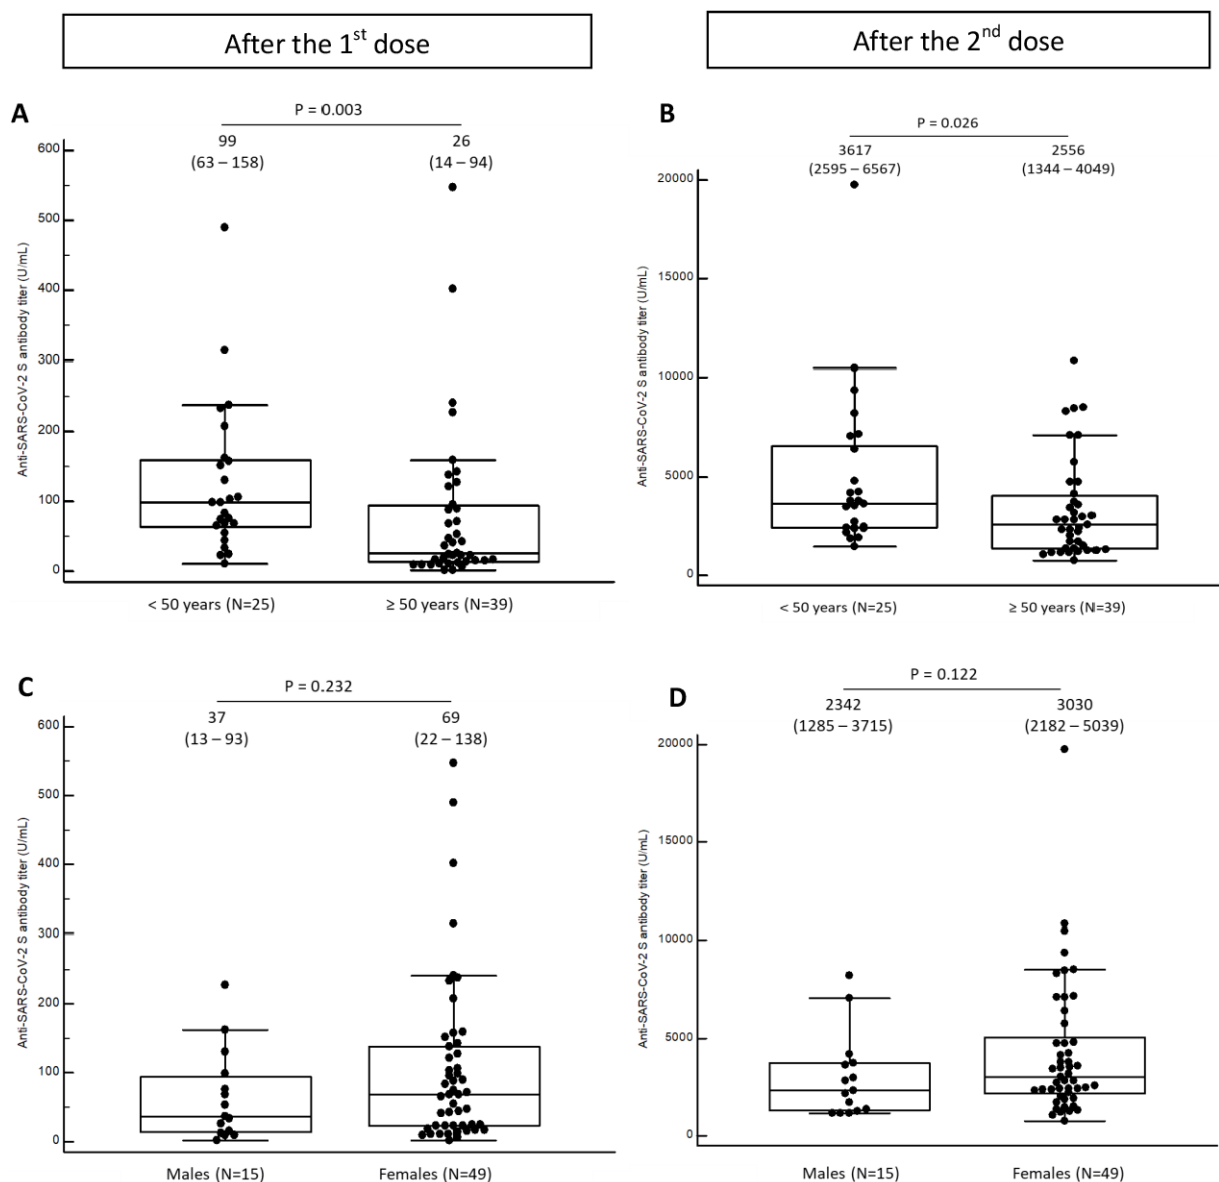 After the 1st dose
After the 2nd dose
A
P = 0.003
99
(63 – 158)
26
(14 – 94)
Anti-SARS-CoV-2 S antibody titer (U/mL)
600
500
400
300
200
100
0
< 50 years (N=25)
≥ 50 years (N=39)
B
P = 0.026
3617
(2595 – 6567)
2556
(1344 – 4049)
Anti-SARS-CoV-2 S antibody titer (U/mL)
20000
15000
10000
5000
0
< 50 years (N=25)
≥ 50 years (N=39)
C
P = 0.232
37
(13 – 93)
69
(22 – 138)
Anti-SARS-CoV-2 S antibody titer (U/mL)
600
500
400
300
200
100
0
Males (N=15)
Females (N=49)
D
P = 0.122
2342
(1285 – 3715)
3030
(2182 – 5039)
Anti-SARS-CoV-2 S antibody titer (U/mL)
20000
15000
10000
5000
0
Males (N=15)
Females (N=49)